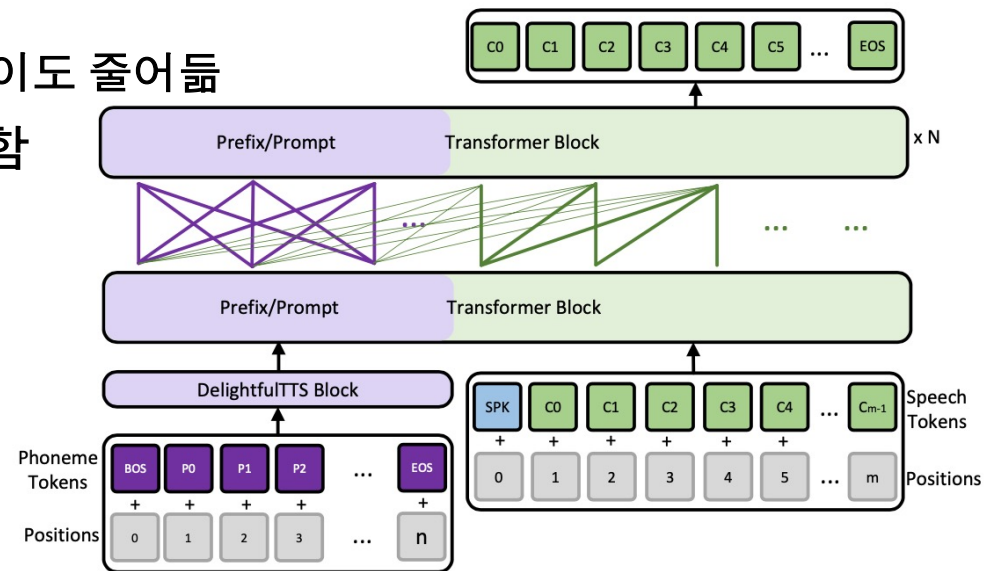 이도 줄어듦
함
C0 C1 C2 C3 C4 C5 ... EOS
Prefix/Prompt Transformer Block x N
... ... ...
Prefix/Prompt Transformer Block
DelightfulTTS Block
Phoneme Tokens
BOS P0 P1 P2 ... EOS
+ + + + +
Positions 0 1 2 3 ... n
SPK C0 C1 C2 C3 C4 ... Cm-1
Speech Tokens
+ + + + + +
0 1 2 3 4 5 ... m Positions